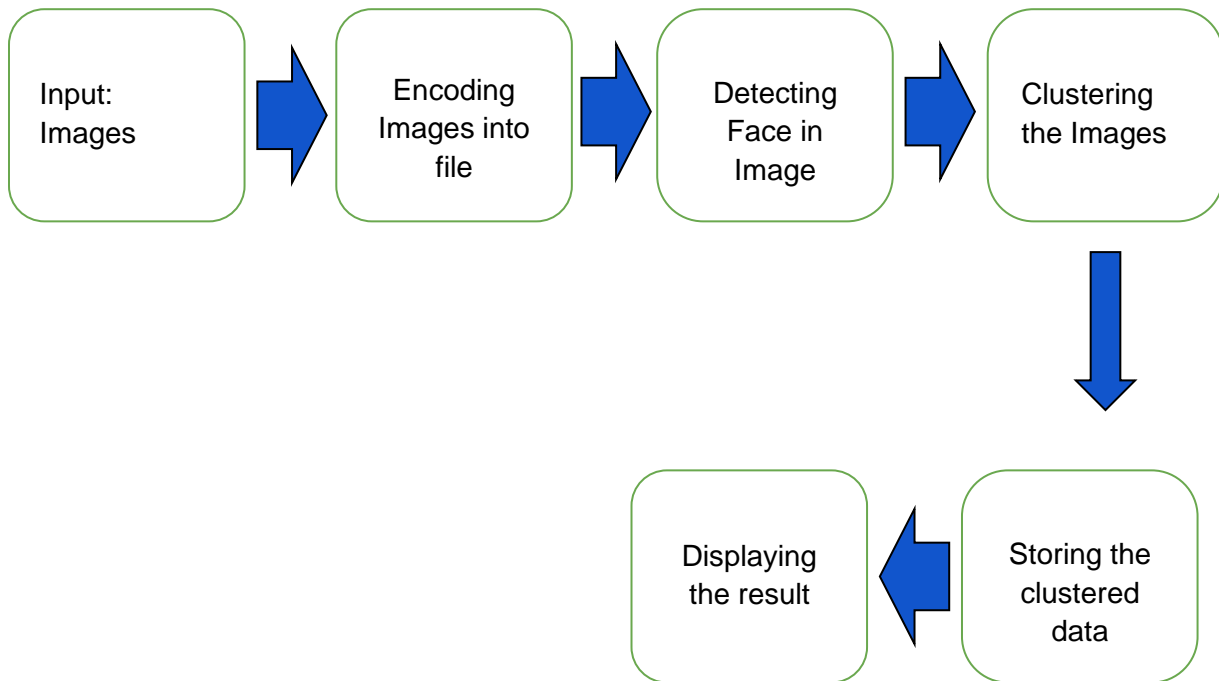 Input:
Images
Encoding
Images into
file
Detecting
Face in
Image
Clustering
the Images
Storing the
clustered
data
Displaying
the result